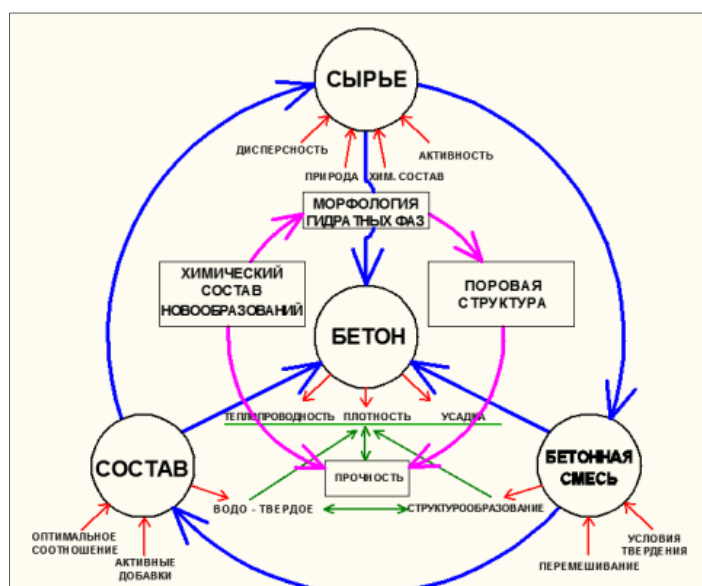 СЫРЬЕ
ДИСПЕРСНОСТЬ
АКТИВНОСТЬ
ПРИРОДА
ХИМ. СОСТАВ
МОРФОЛОГИЯ
ГИДРАТНЫХ ФАЗ
ХИМИЧЕСКИЙ
СОСТАВ
НОВООБРАЗОВАНИЙ
ПОРОВАЯ
СТРУКТУРА
БЕТОН
ТЕПЛОПРОВОДНОСТЬ
ПЛОТНОСТЬ
УСАДКА
СОСТАВ
БЕТОННАЯ
СМЕСЬ
ПРОЧНОСТЬ
ВОДО - ТВЕРДОЕ
СТРУКТУРООБРАЗОВАНИЕ
ОПТИМАЛЬНОЕ
СООТНОШЕНИЕ
АКТИВНЫЕ
ДОБАВКИ
УСЛОВИЯ
ТВЕРДЕНИЯ
ПЕРЕМЕШИВАНИЕ